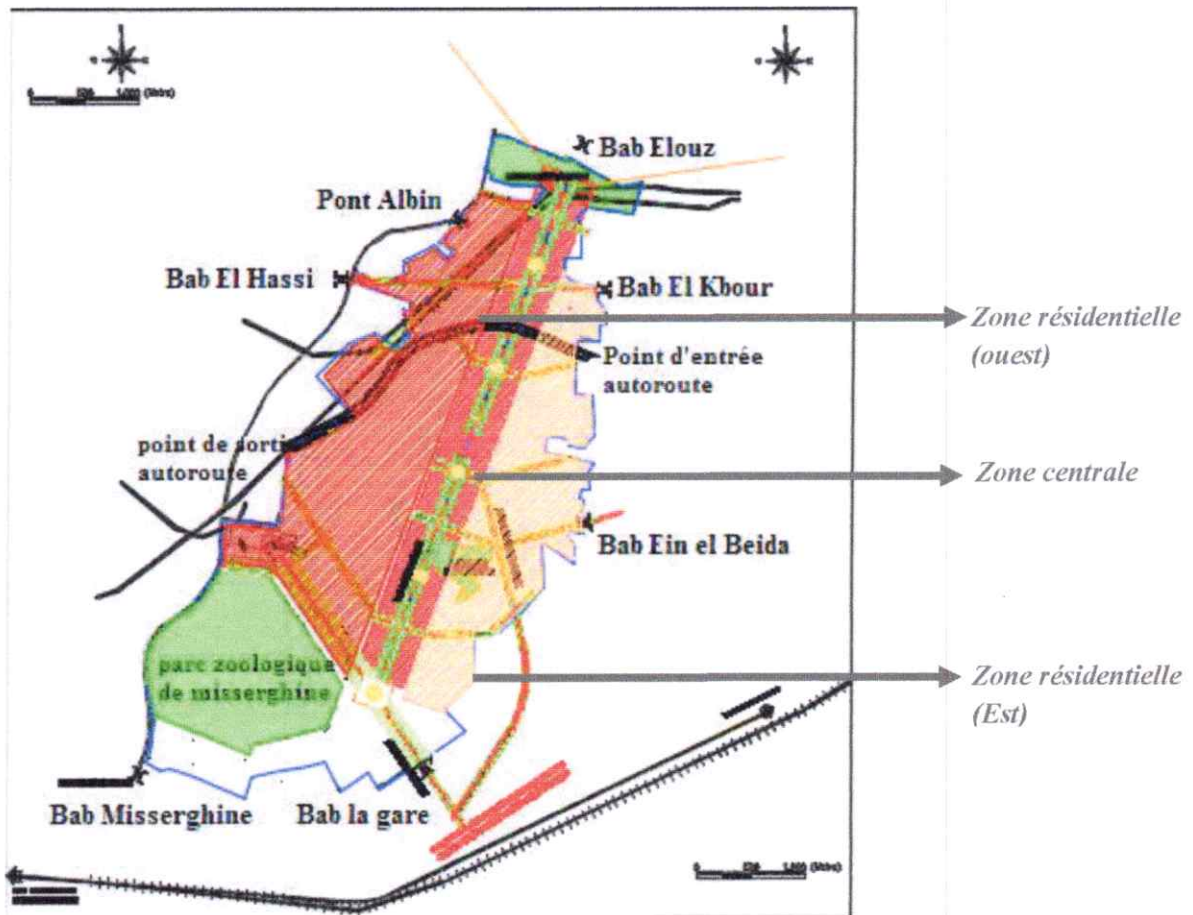 Bab Elouz
Pont Albin
Bab El Hassi
Bab El Kbour
Zone résidentielle
(ouest)
Point d'entrée
autoroute
point de sorti
autoroute
Zone centrale
Bab Ein el Beida
parc zoologique
de misserghine
Zone résidentielle
(Est)
Bab Misserghine
Bab la gare